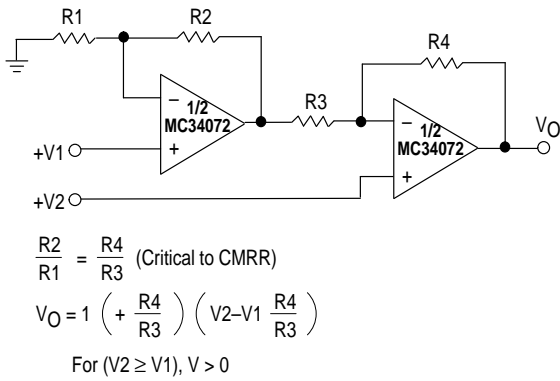 R1
R2
R3
R4
1/2
MC34072
1/2
MC34072
−
+
−
+
+V1
+V2
VO
R2/R1 = R4/R3 (Critical to CMRR)
VO = 1 ( + R4/R3 ) ( V2–V1 R4/R3 )
For (V2 ≥ V1), V > 0